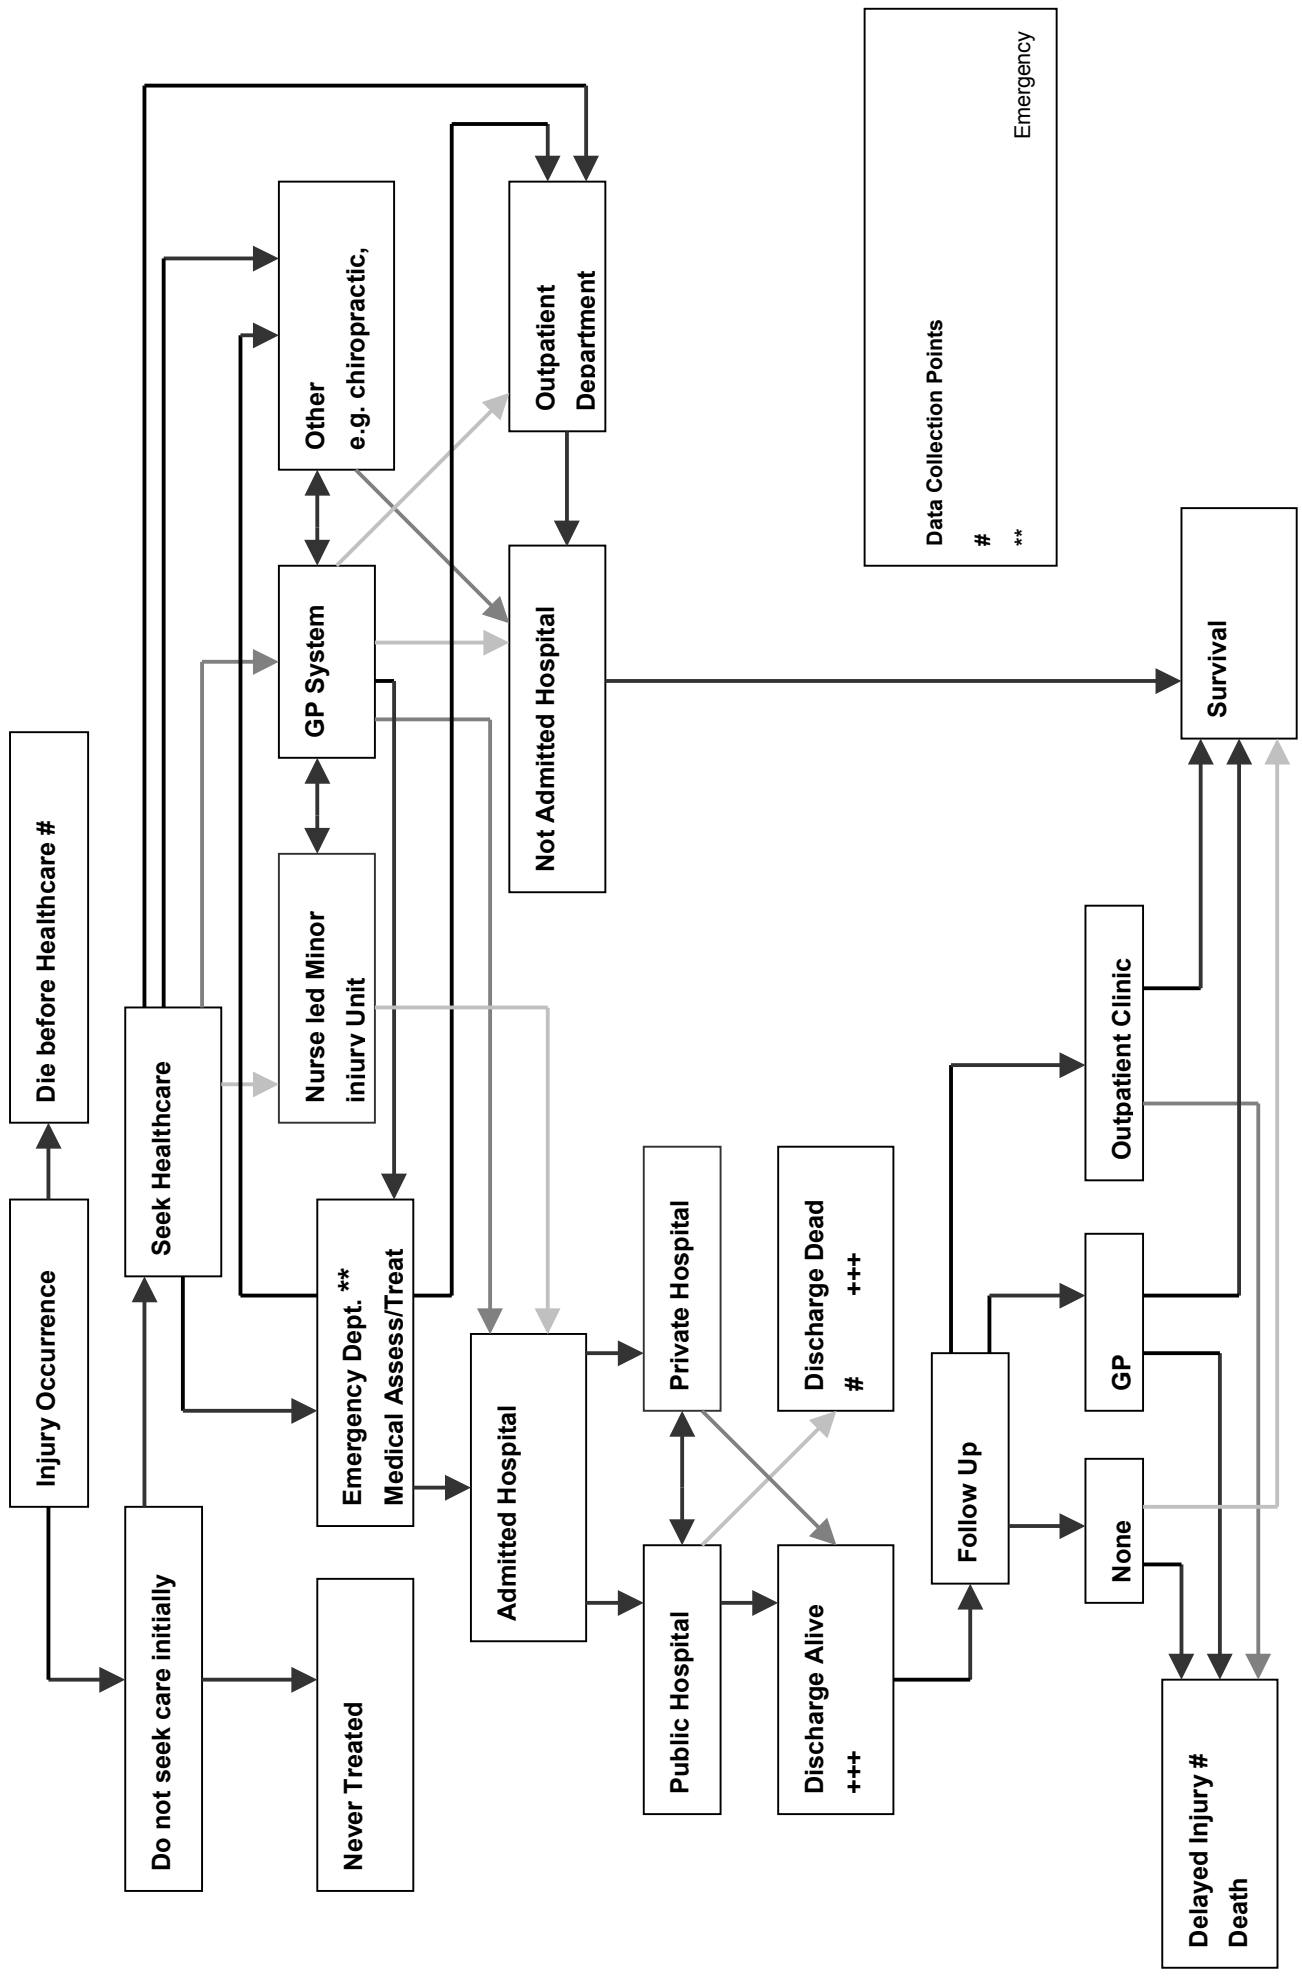 Injury Occurrence
Die before Healthcare #
Do not seek care initially
Seek Healthcare
Never Treated
Emergency Dept. **
Medical Assess/Treat
Nurse led Minor
iniurv Unit
GP System
Other
e.g. chiropractic,
Admitted Hospital
Not Admitted Hospital
Outpatient
Department
Public Hospital
Private Hospital
Discharge Alive
+++
Discharge Dead
# +++
Follow Up
None
GP
Outpatient Clinic
Delayed Injury #
Death
Survival
Data Collection Points
#
** Emergency